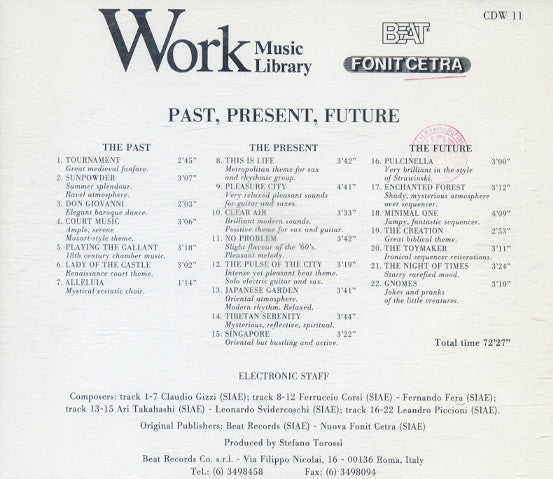 CDW 11
Work Music Library
BEAT
FONIT CETRA
PAST, PRESENT, FUTURE
THE PAST
1. TOURNAMENT 2'45"
Great medieval fanfare.
2. SUNPOWDER 3'07"
Summer splendour.
Ravel atmosphere.
3. DON GIOVANNI 2'03"
Elegant baroque dance.
4. COURT MUSIC 3'06"
Ample, serene
Mozart-style theme.
5. PLAYING THE GALLANT 3'18"
18th century chamber music.
6. LADY OF THE CASTLE 3'02"
Renaissance court theme.
7. ALLELUIA 1'14"
Mystical ecstatic choir.
THE PRESENT
8. THIS IS LIFE 3'42"
Metropolitan theme for sax
and rhythmic group.
9. PLEASURE CITY 4'41"
Very relaxed pleasant sounds
for guitar and saxes.
10. CLEAR AIR 3'33"
Brilliant modern sounds.
Positive theme for sax and guitar.
11. NO PROBLEM 3'42"
Slight flavour of the '60's.
Pleasant melody.
12. THE PULSE OF THE CITY 3'19"
Intense yet pleasant beat theme.
Solo electric guitar and sax.
13. JAPANESE GARDEN 3'41"
Oriental atmosphere.
Modern rhythm. Relaxed.
14. TIBETAN SERENITY 3'44"
Mysterious, reflective, spiritual.
15. SINGAPORE 3'22"
Oriental but bustling and active.
THE FUTURE
16. PULCINELLA 3'00"
Very brilliant in the style
of Strawinski.
17. ENCHANTED FOREST 3'12"
Shady, mysterious atmosphere
over sequencer.
18. MINIMAL ONE 4'09"
Jumpy, fantastic sequencer.
19. THE CREATION 2'53"
Great biblical theme.
20. THE TOYMAKER 3'11"
Ironical sequencer reiterations.
21. THE NIGHT OF TIMES 3'24"
Starry rarefied mood.
22. GNOMES 3'10"
Jokes and pranks
of the little creatures.
Total time 72'27"
ELECTRONIC STAFF
Composers: track 1-7 Claudio Gizzi (SIAE); track 8-12 Ferruccio Corsi (SIAE) - Fernando Fera (SIAE);
track 13-15 Ari Takahashi (SIAE) - Leonardo Svidercoschi (SIAE); track 16-22 Leandro Piccioni (SIAE).
Original Publishers: Beat Records (SIAE) - Nuova Fonit Cetra (SIAE)
Produced by Stefano Torossi
Beat Records Co. s.r.l. - Via Filippo Nicolai, 16 - 00136 Roma, Italy
Tel.: (6) 3498458 Fax: (6) 3498094